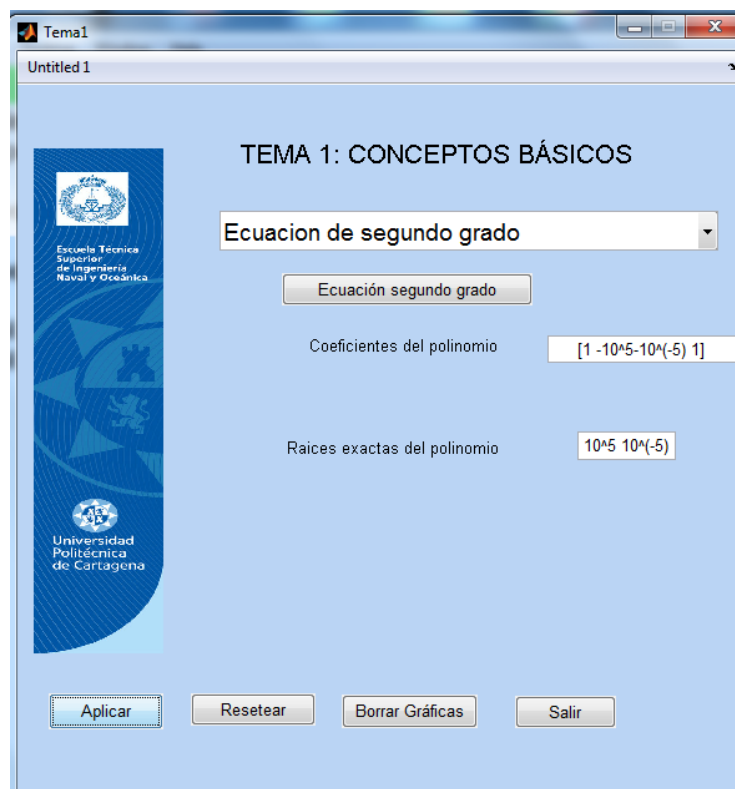 Tema1
Untitled 1
TEMA 1: CONCEPTOS BÁSICOS
Escuela Técnica
Superior
de Ingeniería
Naval y Oceánica
Ecuacion de segundo grado
Ecuación segundo grado
Coeficientes del polinomio
[1 -10^5-10^(-5) 1]
Raices exactas del polinomio
10^5 10^(-5)
Universidad
Politécnica
de Cartagena
Aplicar
Resetear
Borrar Gráficas
Salir